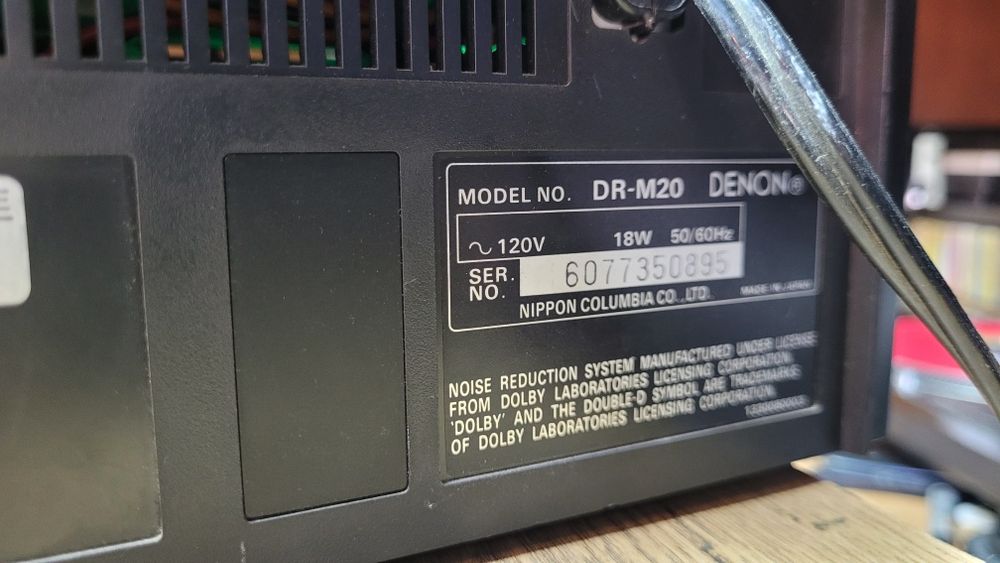 MODEL NO. DR-M20 DENON®
~ 120V 18W 50/60Hz
SER. NO. 6077350895
NIPPON COLUMBIA CO., LTD. MADE IN JAPAN
NOISE REDUCTION SYSTEM MANUFACTURED UNDER LICENSE
FROM DOLBY LABORATORIES LICENSING CORPORATION.
'DOLBY' AND THE DOUBLE-D SYMBOL ARE TRADEMARKS
OF DOLBY LABORATORIES LICENSING CORPORATION.